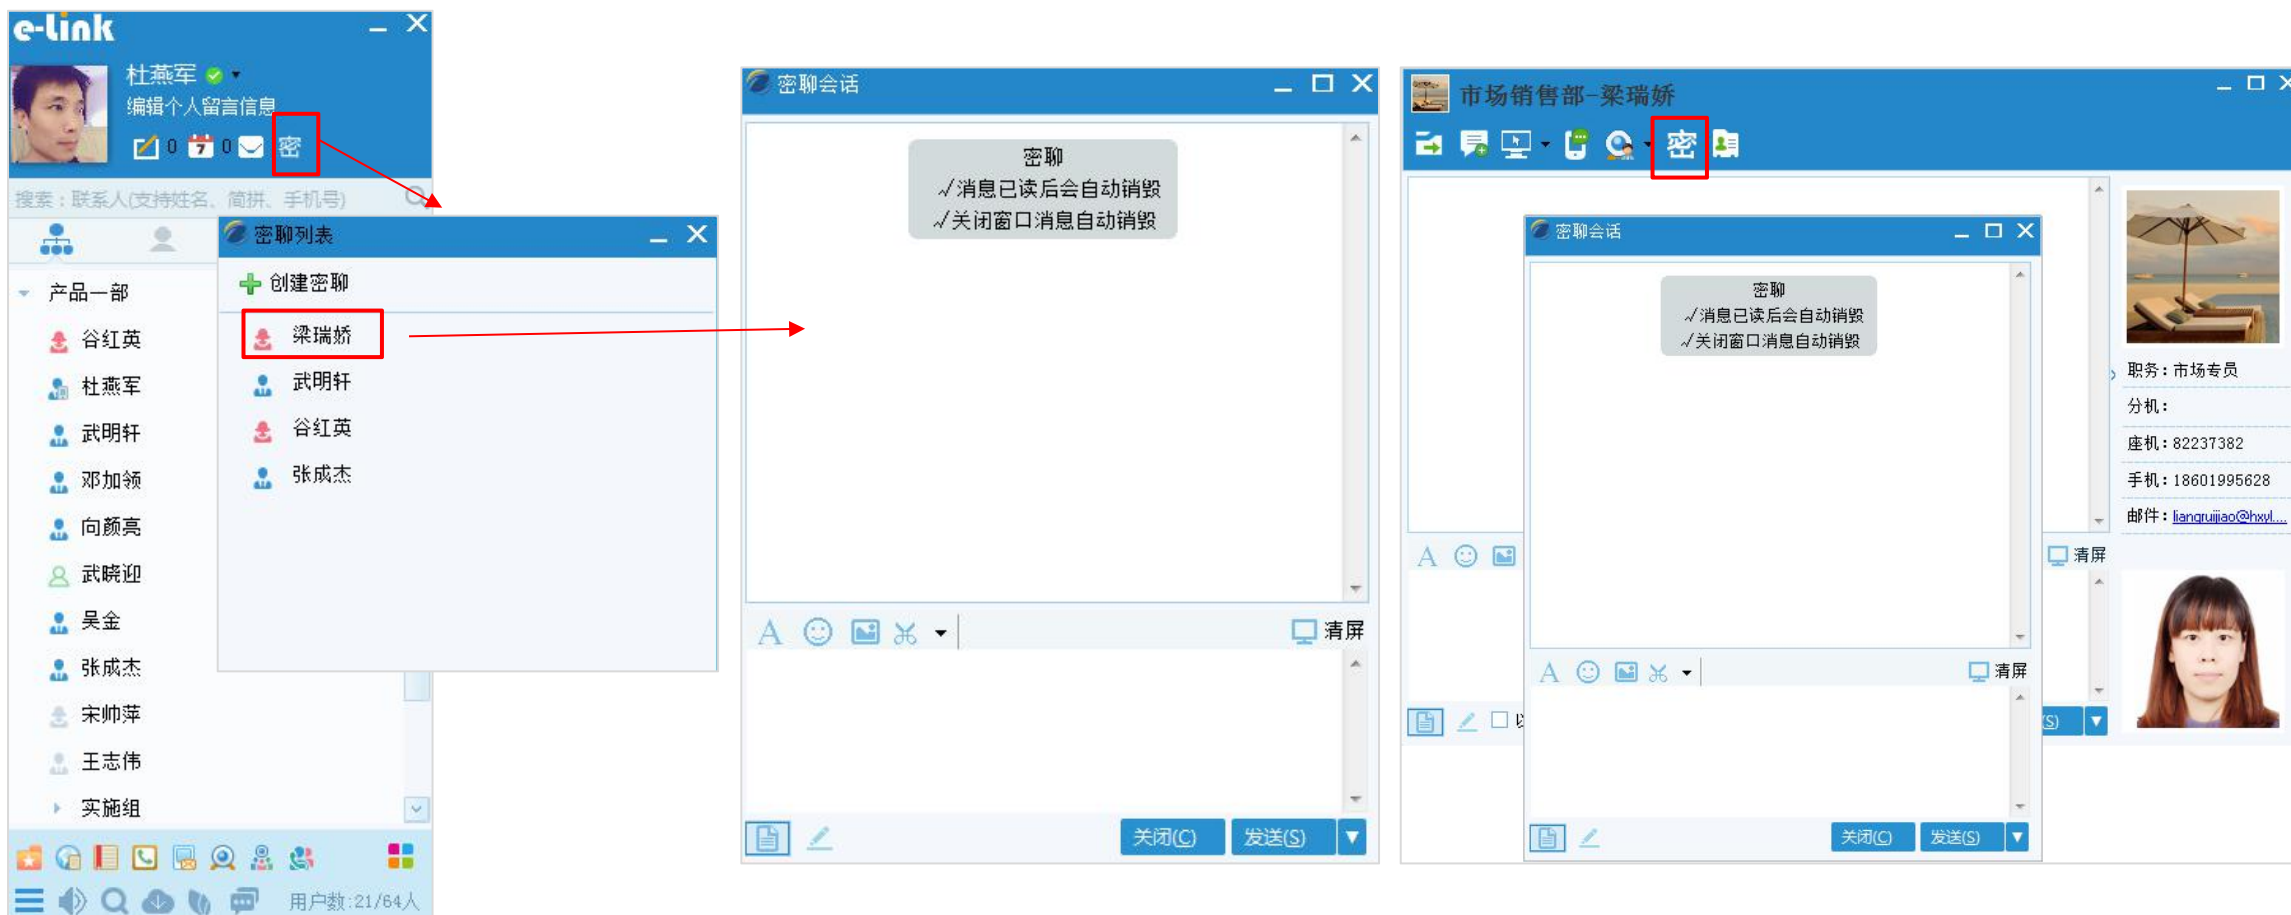 e-link
杜燕军
编辑个人留言信息
0 7 0 密
搜索：联系人(支持姓名、简拼、手机号)
产品一部
谷红英
杜燕军
武明轩
邓加领
向颜亮
武晓迎
吴金
张成杰
宋帅萍
王志伟
实施组
用户数:21/64人
密聊列表
创建密聊
梁瑞娇
武明轩
谷红英
张成杰
密聊会话
密聊
√消息已读后会自动销毁
√关闭窗口消息自动销毁
A 清屏
关闭(C) 发送(S)
市场销售部-梁瑞娇
密
密聊会话
密聊
√消息已读后会自动销毁
√关闭窗口消息自动销毁
A 清屏
关闭(C) 发送(S)
A 清屏
(S)
职务：市场专员
分机：
座机：82237382
手机：18601995628
邮件：liangruijiao@hxyl....